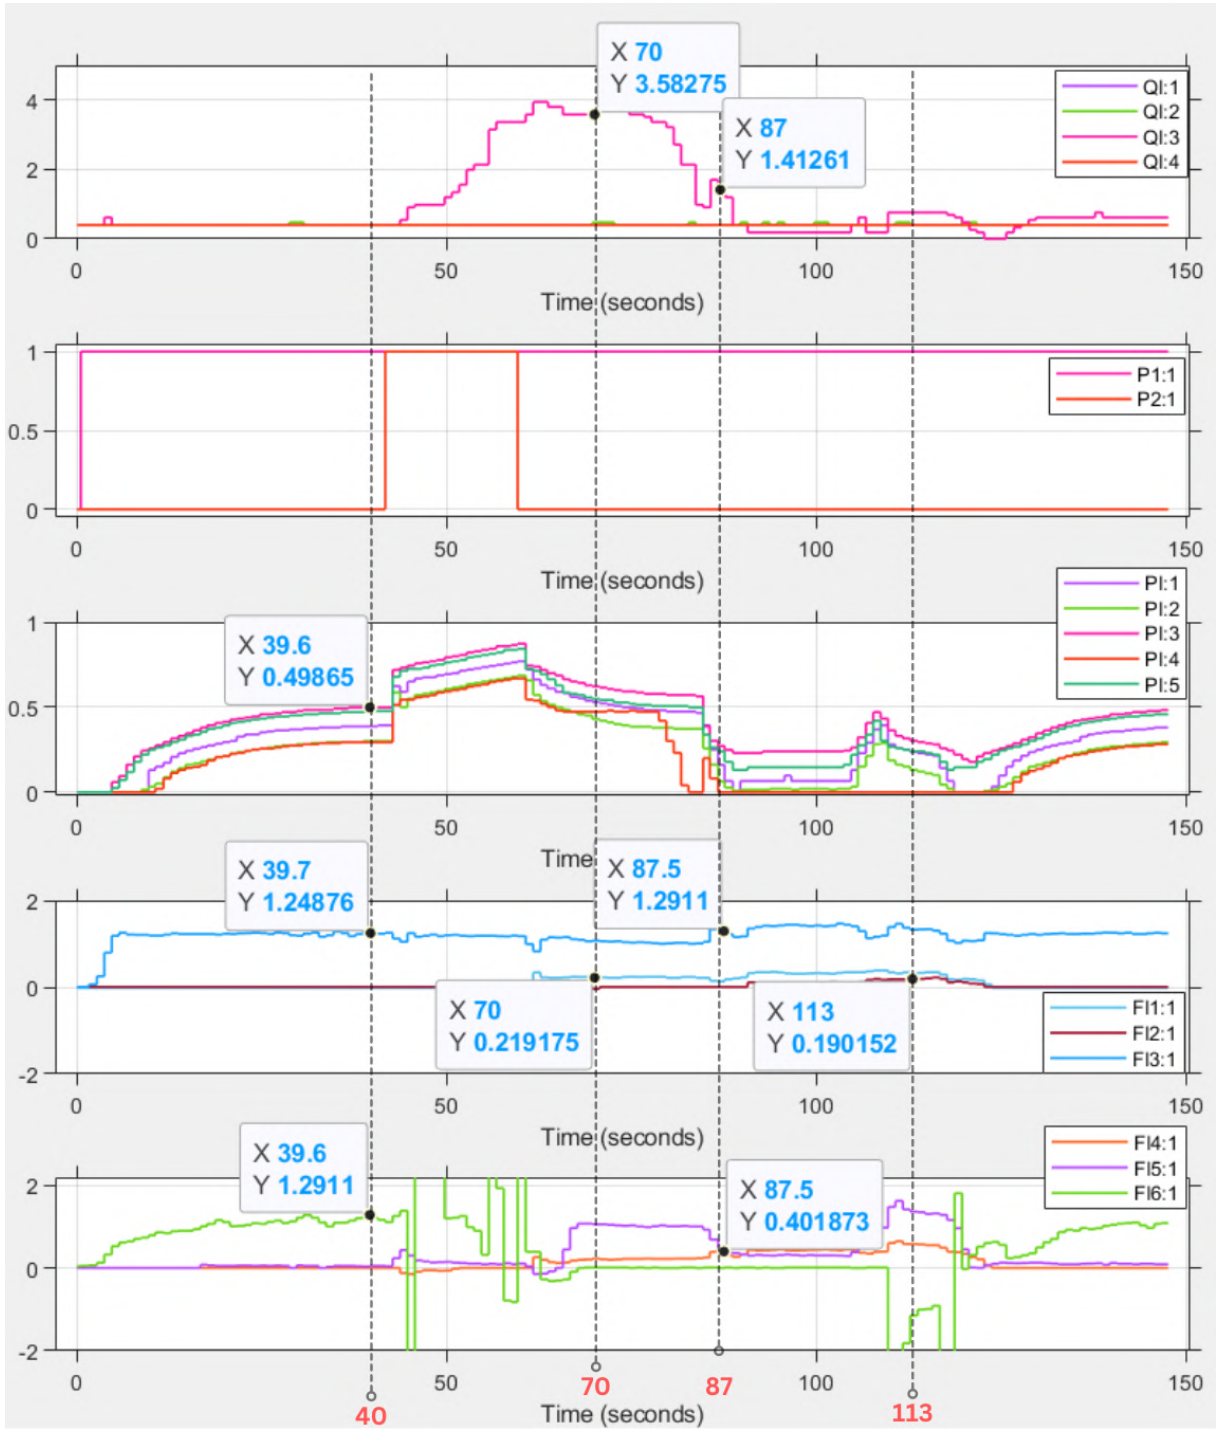 X 70
Y 3.58275
X 87
Y 1.41261
QI:1
QI:2
QI:3
QI:4
4
2
0
0
50
100
150
Time (seconds)
1
0.5
0
P1:1
P2:1
0
50
100
150
Time (seconds)
1
0.5
0
X 39.6
Y 0.49865
PI:1
PI:2
PI:3
PI:4
PI:5
0
50
100
150
Time
2
0
-2
X 39.7
Y 1.24876
X 87.5
Y 1.2911
X 70
Y 0.219175
X 113
Y 0.190152
FI1:1
FI2:1
FI3:1
0
50
100
150
Time (seconds)
2
0
-2
X 39.6
Y 1.2911
X 87.5
Y 0.401873
FI4:1
FI5:1
FI6:1
0
50
100
150
40
70
87
113
Time (seconds)